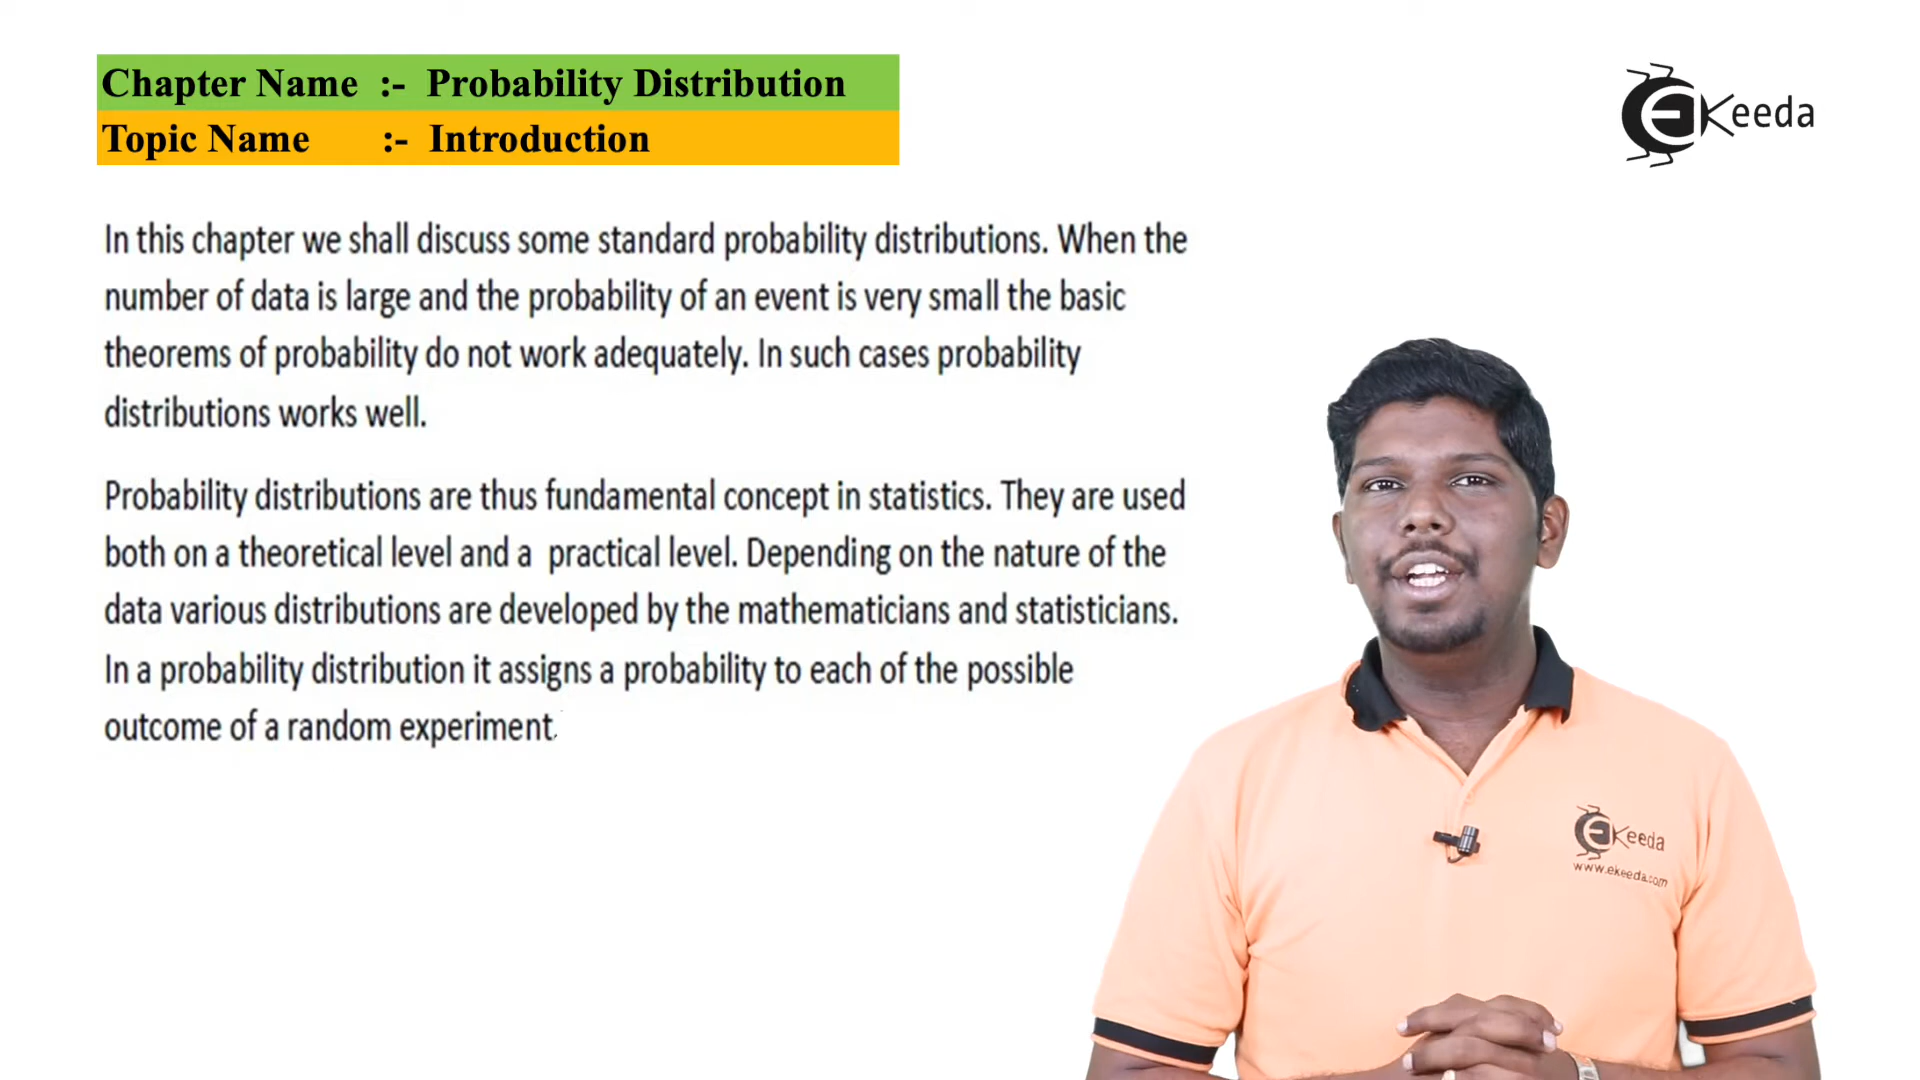 Chapter Name :- Probability Distribution
Topic Name :- Introduction
EKeeda
In this chapter we shall discuss some standard probability distributions. When the
number of data is large and the probability of an event is very small the basic
theorems of probability do not work adequately. In such cases probability
distributions works well.
Probability distributions are thus fundamental concept in statistics. They are used
both on a theoretical level and a practical level. Depending on the nature of the
data various distributions are developed by the mathematicians and statisticians.
In a probability distribution it assigns a probability to each of the possible
outcome of a random experiment.
EKeeda
www.ekeeda.com